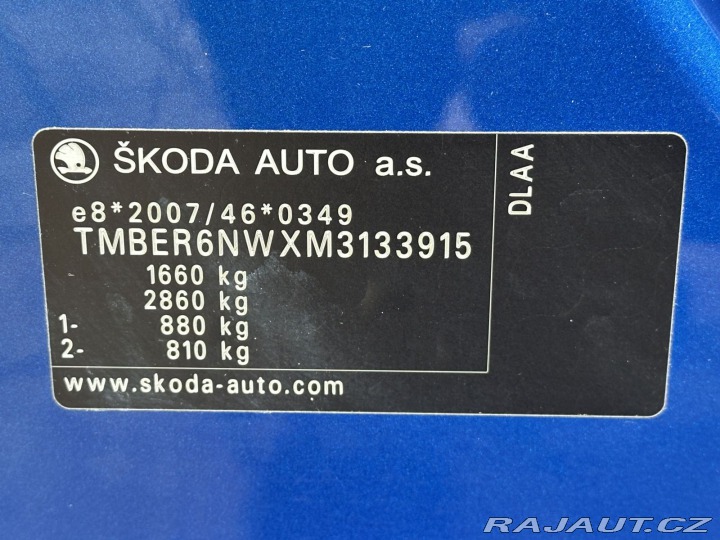 ŠKODA AUTO a.s.
e8*2007/46*0349
TMBER6NWXM3133915
1660 kg
2860 kg
1- 880 kg
2- 810 kg
www.skoda-auto.com
DLAA
RAJAUT.CZ